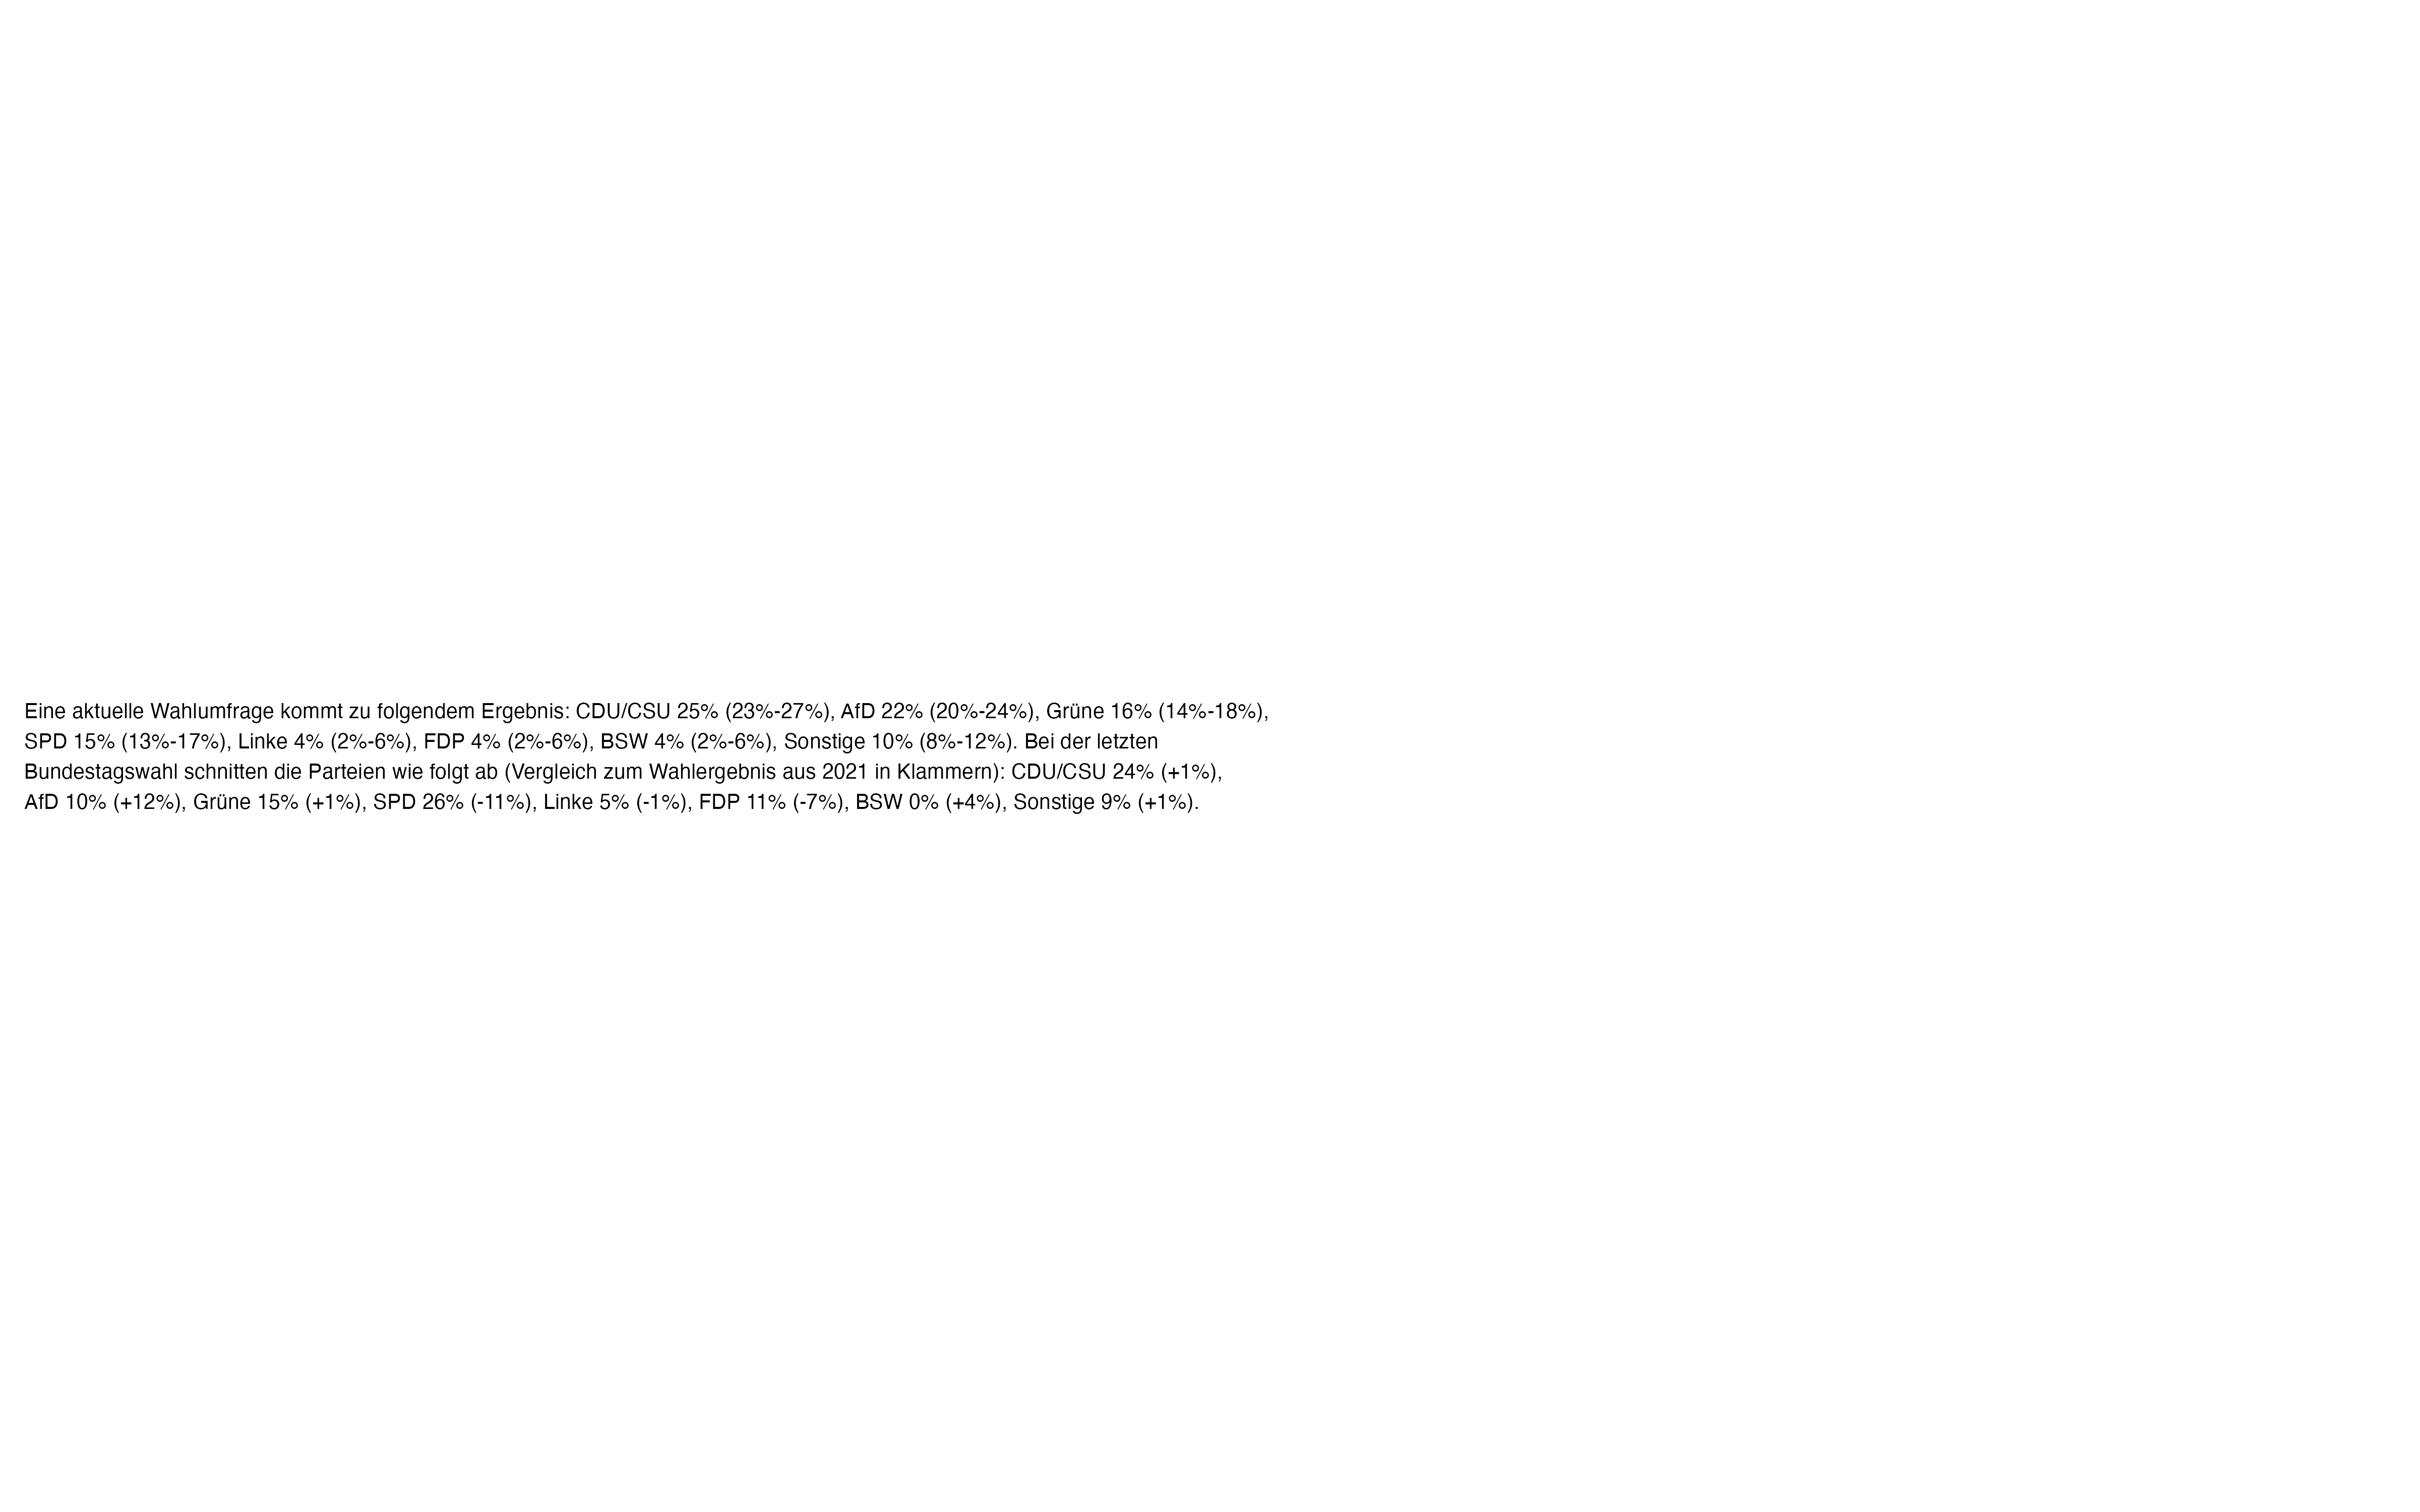 Eine aktuelle Wahlumfrage kommt zu folgendem Ergebnis: CDU/CSU 25% (23%-27%), AfD 22% (20%-24%), Grüne 16% (14%-18%),
SPD 15% (13%-17%), Linke 4% (2%-6%), FDP 4% (2%-6%), BSW 4% (2%-6%), Sonstige 10% (8%-12%). Bei der letzten
Bundestagswahl schnitten die Parteien wie folgt ab (Vergleich zum Wahlergebnis aus 2021 in Klammern): CDU/CSU 24% (+1%),
AfD 10% (+12%), Grüne 15% (+1%), SPD 26% (-11%), Linke 5% (-1%), FDP 11% (-7%), BSW 0% (+4%), Sonstige 9% (+1%).